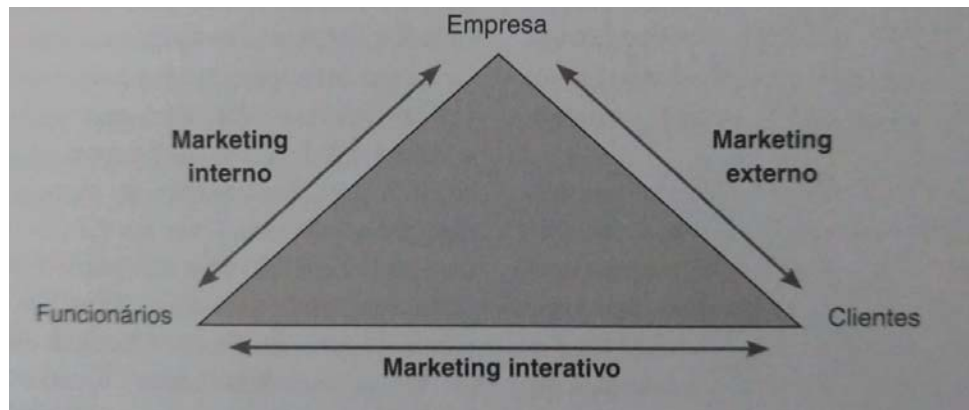 Empresa
Marketing
interno
Marketing
externo
Funcionários
Clientes
Marketing interativo